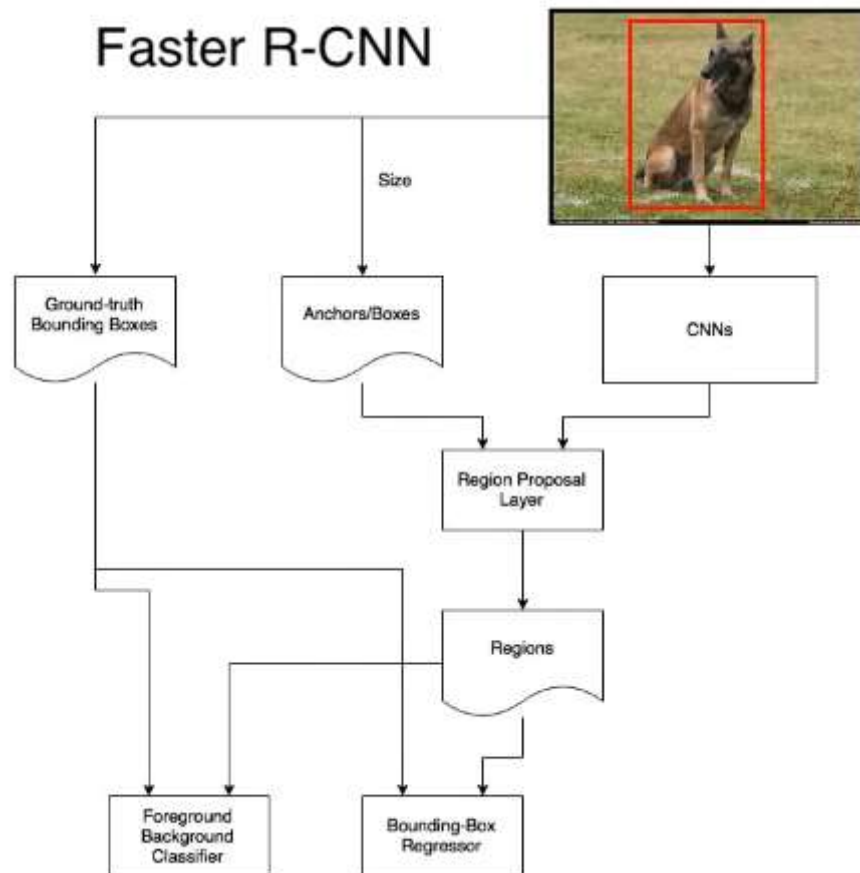 Faster R-CNN
Size
Ground-truth
Bounding Boxes
Anchors/Boxes
CNNs
Region Proposal
Layer
Regions
Foreground
Background
Classifier
Bounding-Box
Regressor